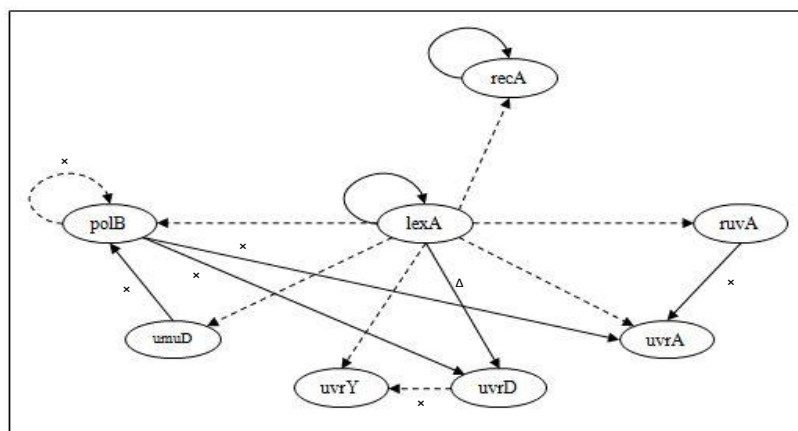 recA
×
polB
lexA
ruvA
×
×
Δ
×
×
umuD
uvrA
uvrY
uvrD
×